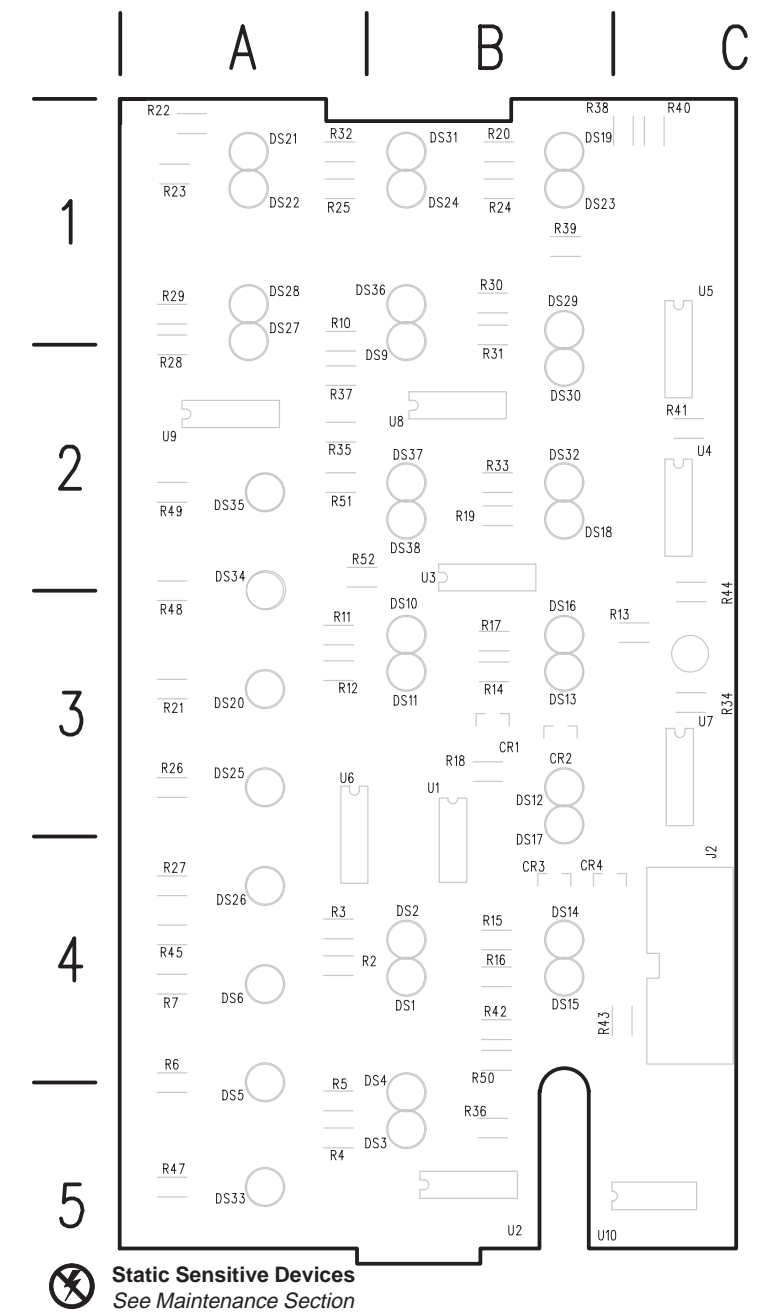 A B C
R22 R38 R40
DS21 R32 DS31 R20 DS19
R23 DS22 R25 DS24 R24 DS23
1
R39
R29 DS28 DS36 R30 DS29 U5
DS27 R10
R28 DS9 R31
R37 DS30
U9 U8 R41
2
R35 DS37 DS32 U4
R49 DS35 R51 R33
R19 DS18
DS38
R52
DS34 U3
R48 DS10 DS16 R44
R11 R17 R13
R12 DS11 R14 DS13
R21 DS20 R34
3
U7
CR1
R26 DS25 R18 CR2
U6 U1 DS12
DS17
J2
R27 CR3 CR4
DS26
R3 DS2 R15 DS14
4
R45 R2 R16
R7 DS6 DS1 DS15
R42 R43
R6 R5 DS4 R50
DS5 R36
R4 DS3
R47
DS33
5
U2 U10
Static Sensitive Devices
See Maintenance Section